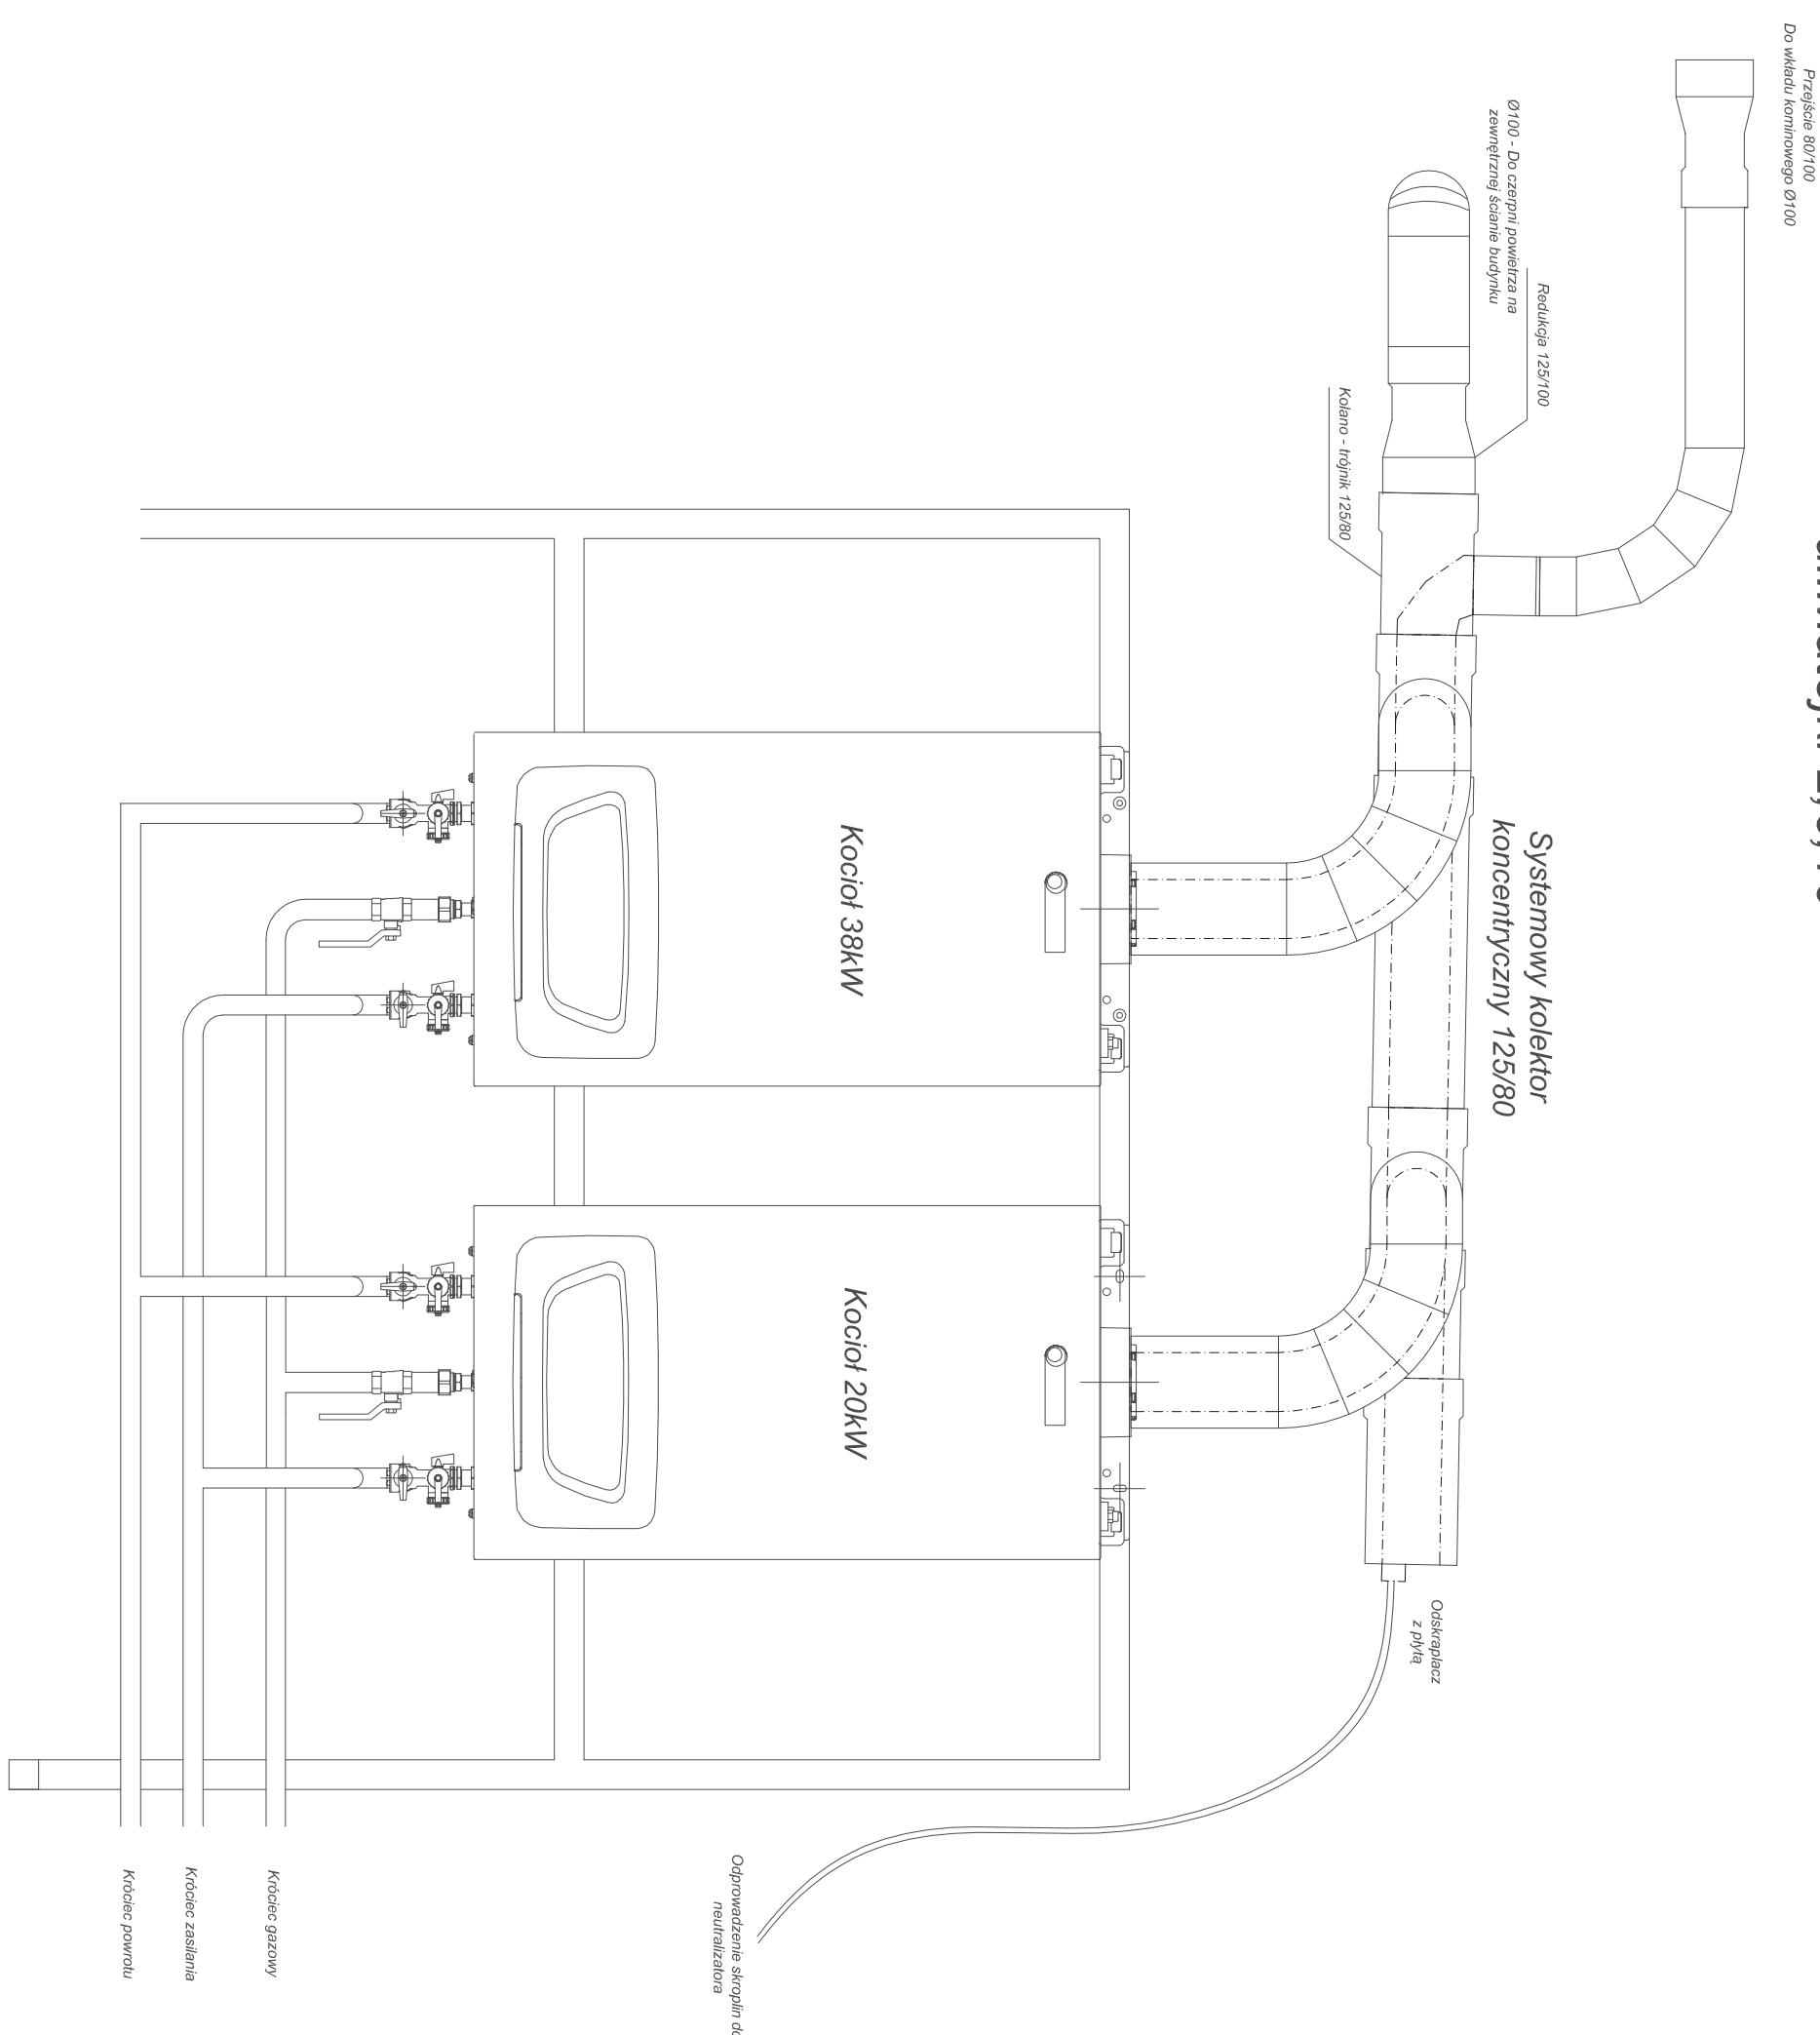 Przejście 80/100
Do wkładu kominowego Ø100
Ø100 - Do czerpni powietrza na
zewnętrznej ścianie budynku
Redukcja 125/100
Kolano - trójnik 125/80
Systemowy kolektor
koncentryczny 125/80
Kocioł 38kW
Kocioł 20kW
Odskraplacz
z płytą
Odprowadzenie skroplin do
neutralizatora
Króciec gazowy
Króciec zasilania
Króciec powrotu